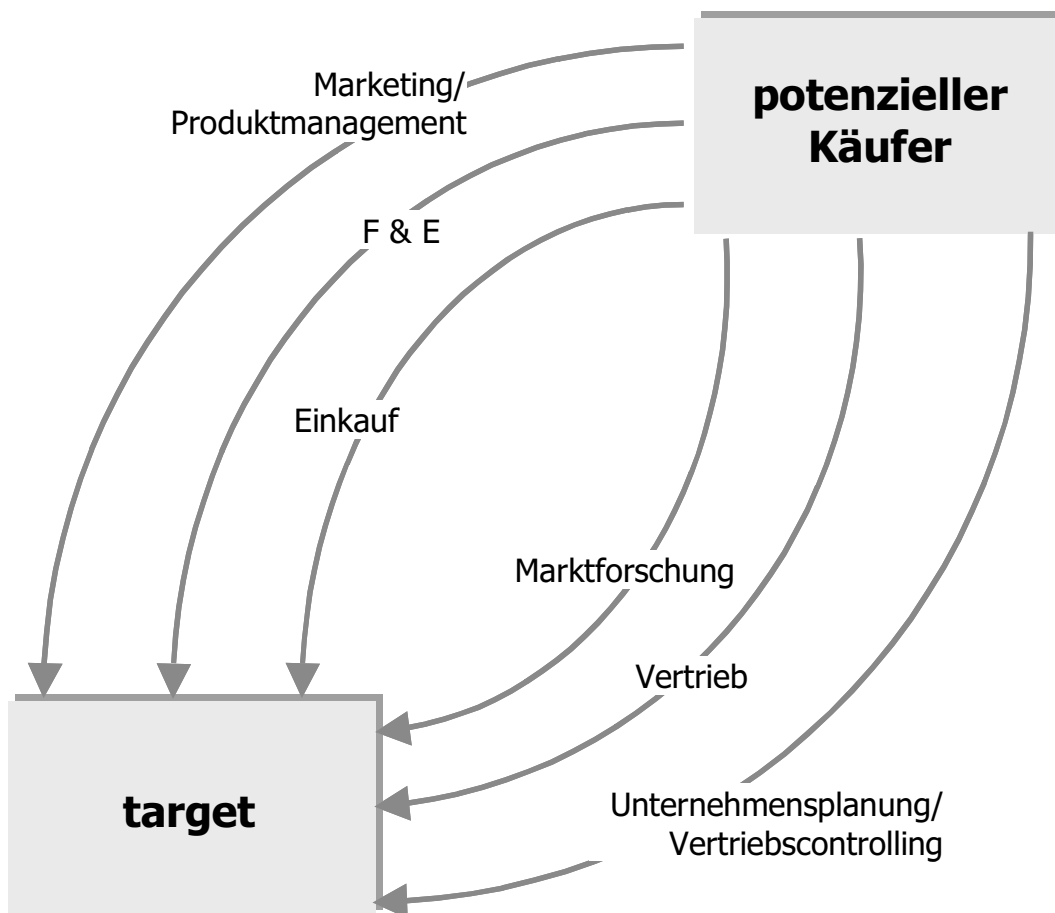 Marketing/
Produktmanagement
potenzieller
Käufer
F & E
Einkauf
Marktforschung
Vertrieb
Unternehmensplanung/
Vertriebscontrolling
target